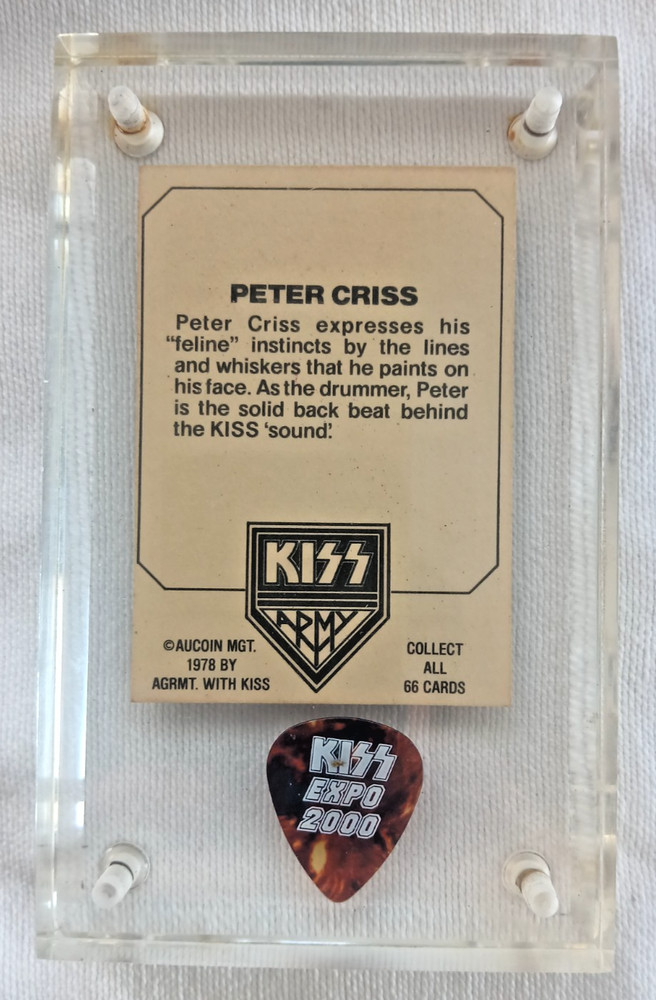 PETER CRISS
Peter Criss expresses his
“feline” instincts by the lines
and whiskers that he paints on
his face. As the drummer, Peter
is the solid back beat behind
the KISS ‘sound’.
KISS
ARMY
©AUCOIN MGT.
1978 BY
AGRMT. WITH KISS
COLLECT
ALL
66 CARDS
KISS
EXPO
2000